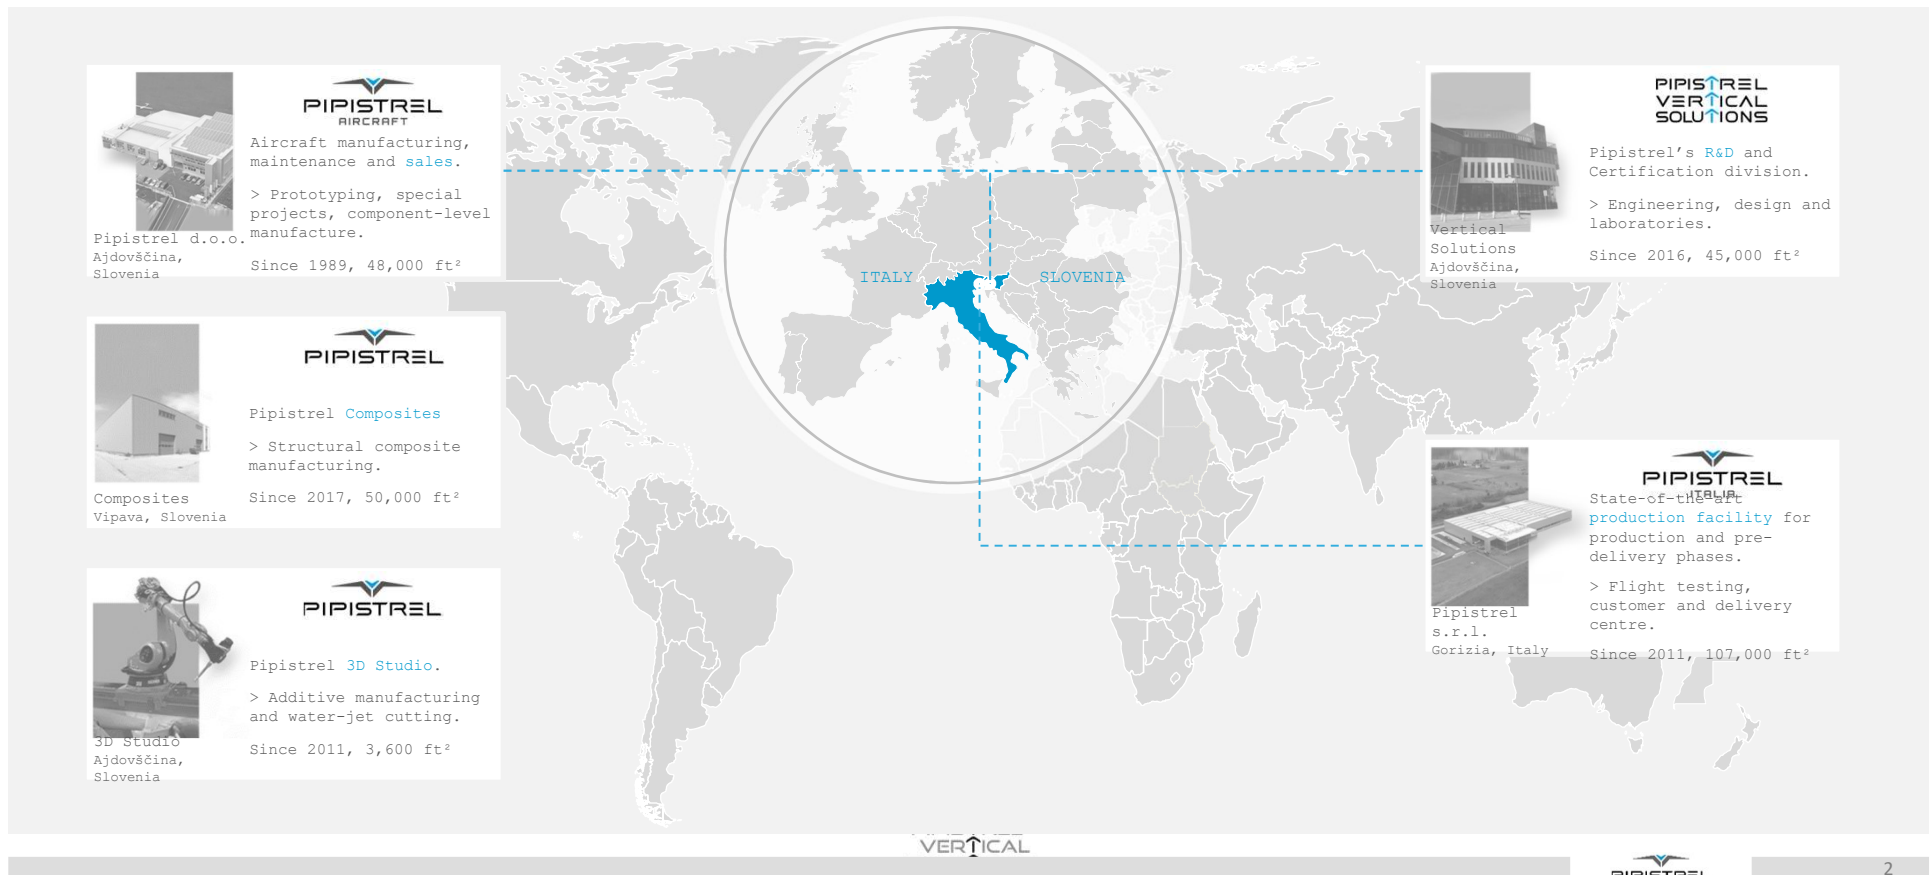 PIPISTREL
AIRCRAFT
Aircraft manufacturing,
maintenance and sales.
> Prototyping, special
projects, component-level
manufacture.
Since 1989, 48,000 ft²
Pipistrel d.o.o.
Ajdovščina,
Slovenia
PIPISTREL
Pipistrel Composites
> Structural composite
manufacturing.
Since 2017, 50,000 ft²
Composites
Vipava, Slovenia
PIPISTREL
Pipistrel 3D Studio.
> Additive manufacturing
and water-jet cutting.
Since 2011, 3,600 ft²
3D Studio
Ajdovščina,
Slovenia
ITALY
SLOVENIA
PIPISTREL
VERTICAL
SOLUTIONS
Pipistrel’s R&D and
Certification division.
> Engineering, design and
laboratories.
Since 2016, 45,000 ft²
Vertical
Solutions
Ajdovščina,
Slovenia
PIPISTREL
ITALIA
State-of-the-art
production facility for
production and pre-
delivery phases.
> Flight testing,
customer and delivery
centre.
Since 2011, 107,000 ft²
Pipistrel
s.r.l.
Gorizia, Italy
VERTICAL
PIPISTREL
2